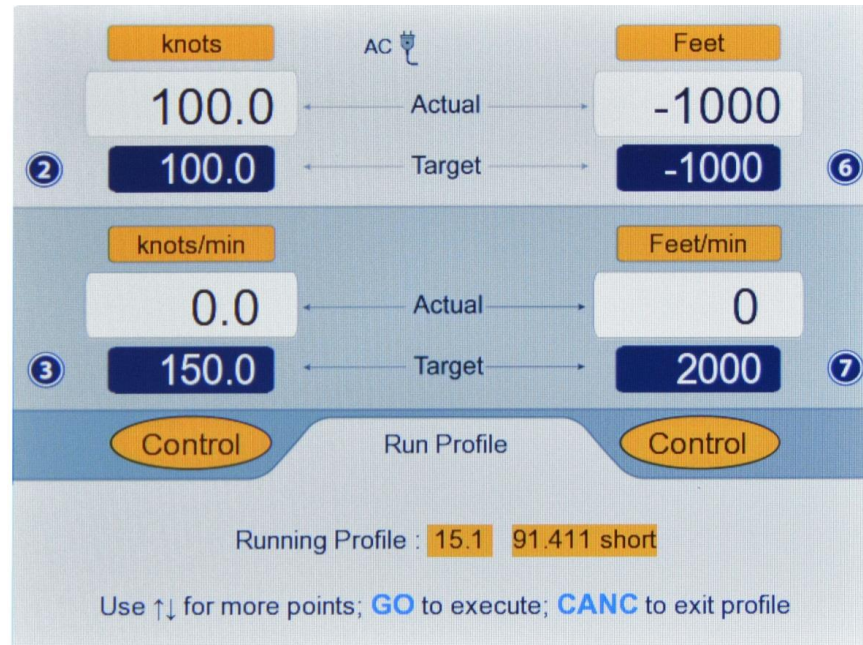 knots AC Feet
100.0 Actual -1000
2 100.0 Target -1000 6
knots/min Feet/min
0.0 Actual 0
3 150.0 Target 2000 7
Control Run Profile Control
Running Profile : 15.1 91.411 short
Use ↑↓ for more points; GO to execute; CANC to exit profile